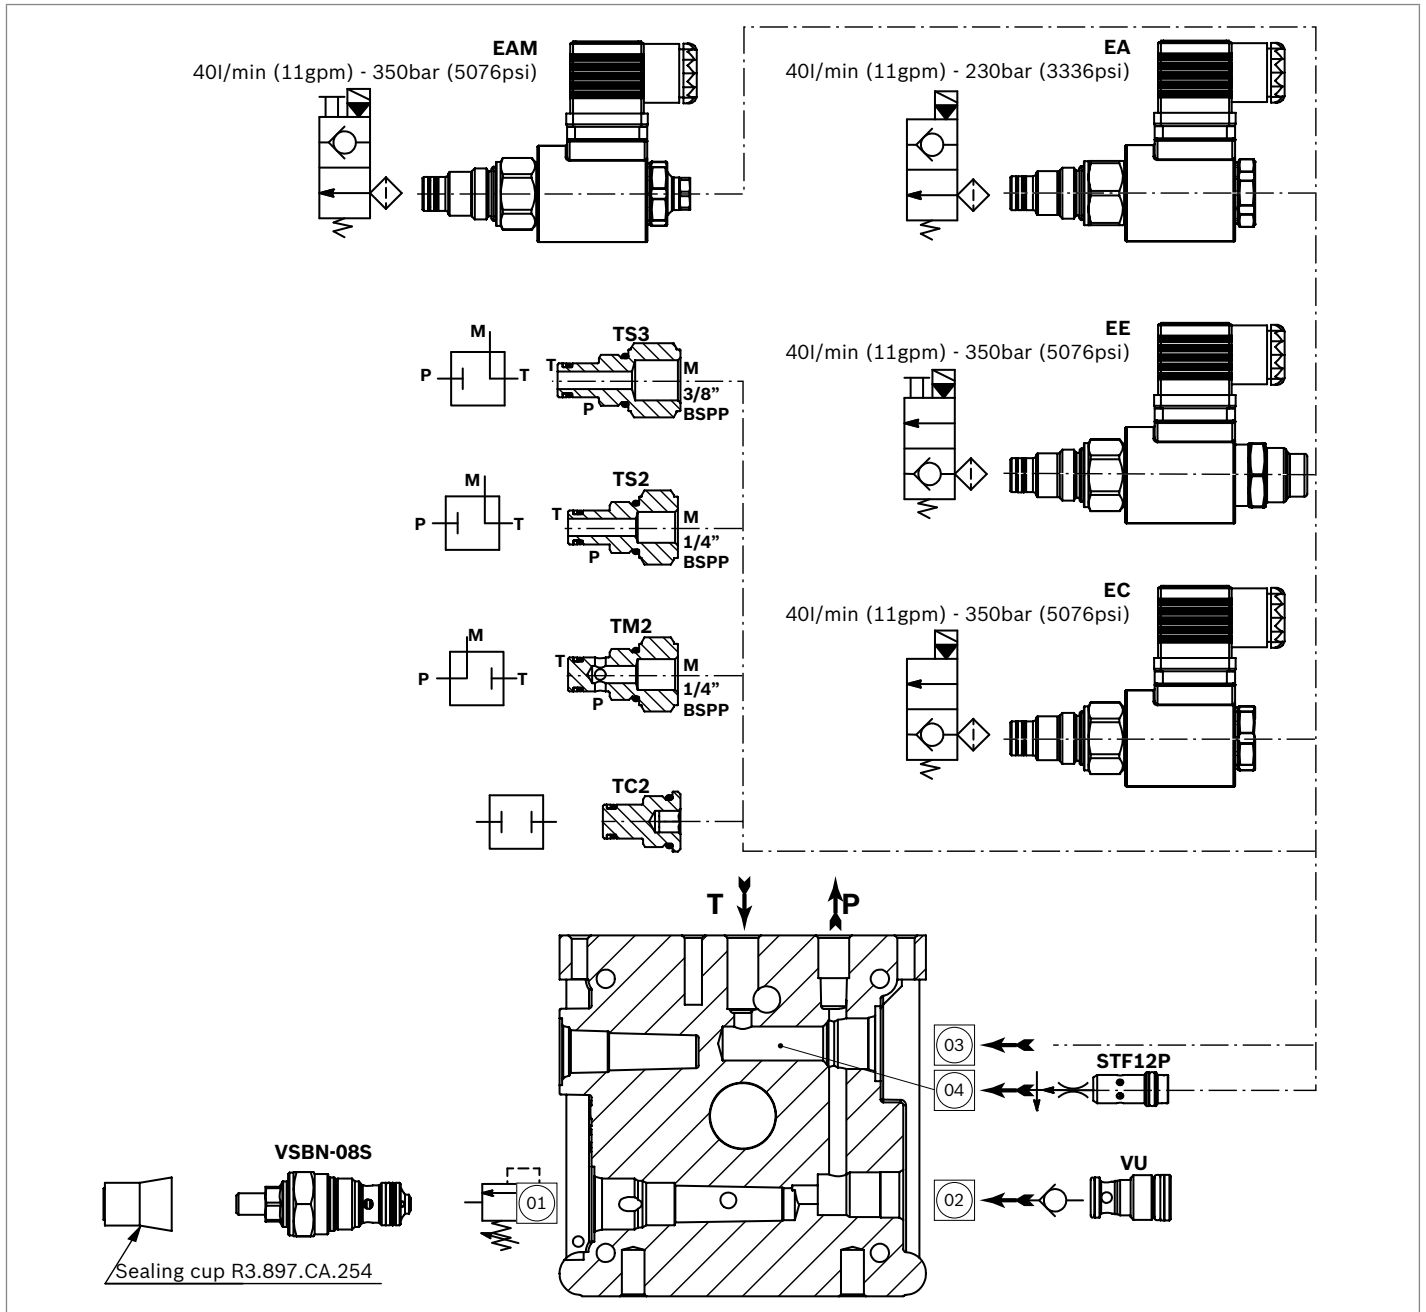 EAM
40l/min (11gpm) - 350bar (5076psi)
EA
40l/min (11gpm) - 230bar (3336psi)
M
P
T
TS3
T
P
M
3/8”
BSPP
EE
40l/min (11gpm) - 350bar (5076psi)
M
P
T
TS2
T
P
M
1/4”
BSPP
EC
40l/min (11gpm) - 350bar (5076psi)
M
P
T
TM2
T
P
M
1/4”
BSPP
TC2
T
P
03
STF12P
04
VSBN-08S
01
VU
02
Sealing cup R3.897.CA.254